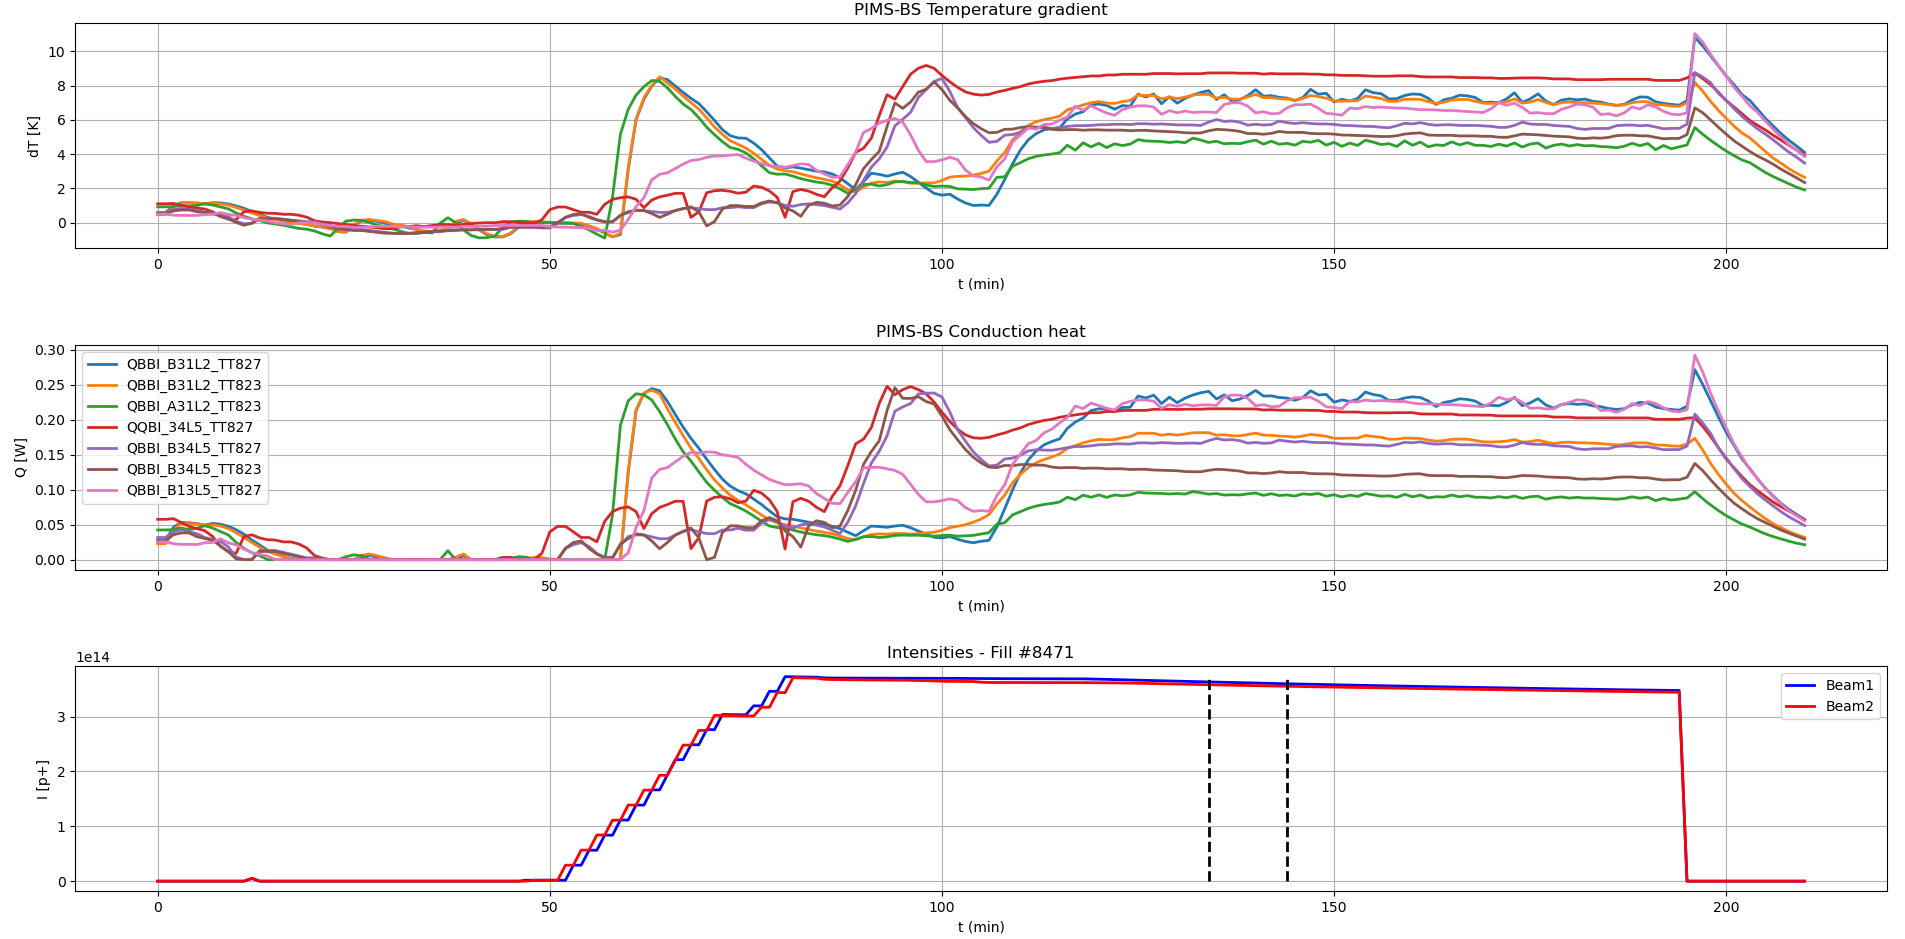 PIMS-BS Temperature gradient
dT [K]
10
8
6
4
2
0
0 50 100 150 200
t (min)
PIMS-BS Conduction heat
Q [W]
0.30
0.25
0.20
0.15
0.10
0.05
0.00
QBBI_B31L2_TT827
QBBI_B31L2_TT823
QBBI_A31L2_TT823
QQBI_34L5_TT827
QBBI_B34L5_TT827
QBBI_B34L5_TT823
QBBI_B13L5_TT827
0 50 100 150 200
t (min)
Intensities - Fill #8471
1e14
I [p+]
3
2
1
0
Beam1
Beam2
0 50 100 150 200
t (min)